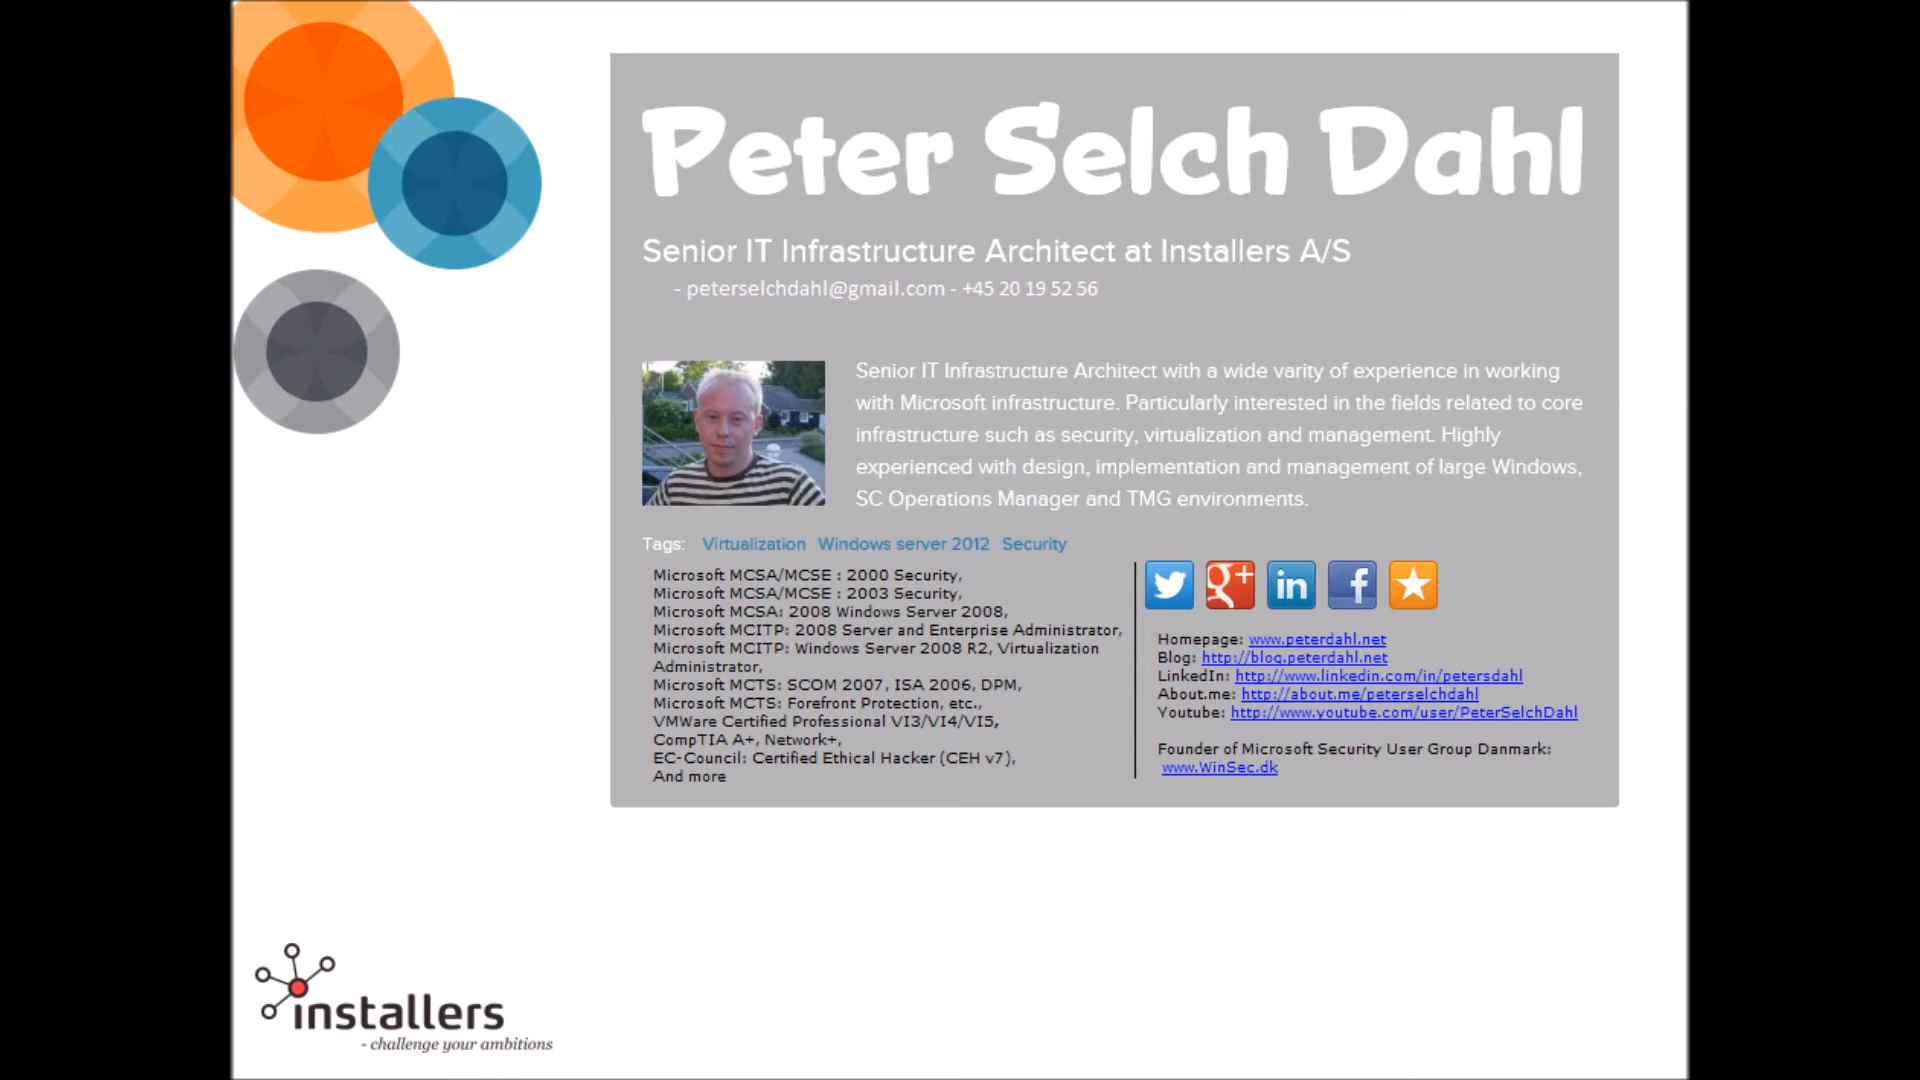 Peter Selch Dahl
Senior IT Infrastructure Architect at Installers A/S
- peterselchdahl@gmail.com - +45 20 19 52 56
Senior IT Infrastructure Architect with a wide varity of experience in working
with Microsoft infrastructure. Particularly interested in the fields related to core
infrastructure such as security, virtualization and management. Highly
experienced with design, implementation and management of large Windows,
SC Operations Manager and TMG environments.
Tags: Virtualization Windows server 2012 Security
Microsoft MCSA/MCSE : 2000 Security,
Microsoft MCSA/MCSE : 2003 Security,
Microsoft MCSA: 2008 Windows Server 2008,
Microsoft MCITP: 2008 Server and Enterprise Administrator,
Microsoft MCITP: Windows Server 2008 R2, Virtualization
Administrator,
Microsoft MCTS: SCOM 2007, ISA 2006, DPM,
Microsoft MCTS: Forefront Protection, etc.,
VMWare Certified Professional VI3/VI4/VI5,
CompTIA A+, Network+,
EC-Council: Certified Ethical Hacker (CEH v7),
And more
g+ in f
Homepage: www.peterdahl.net
Blog: http://blog.peterdahl.net
LinkedIn: http://www.linkedin.com/in/petersdahl
About.me: http://about.me/peterselchdahl
Youtube: http://www.youtube.com/user/PeterSelchDahl
Founder of Microsoft Security User Group Danmark:
www.WinSec.dk
installers
- challenge your ambitions